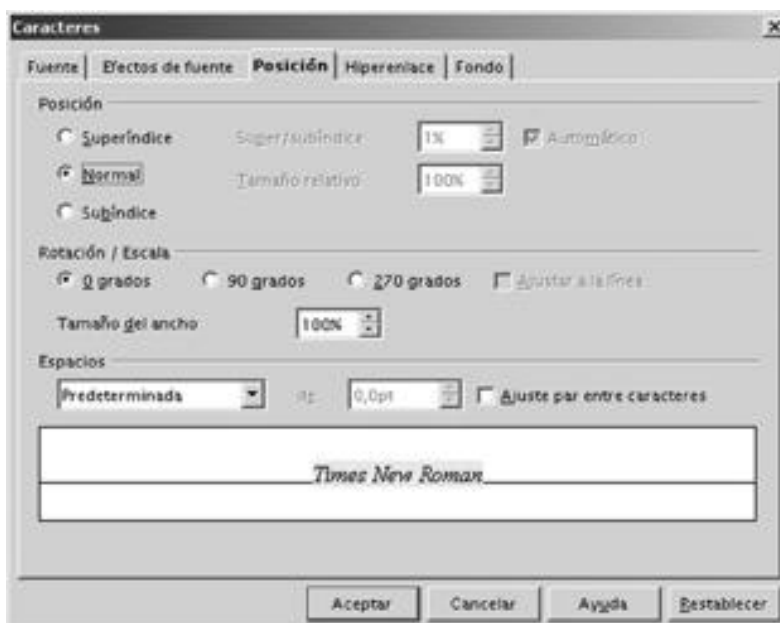 Caracteres
Fuente Efectos de fuente Posición Hiperenlace Fondo
Posición
Superíndice Super/subíndice 1% Automático
Normal Tamaño relativo 100%
Subíndice
Rotación / Escala
0 grados 90 grados 270 grados Ajustar a la línea
Tamaño del ancho 100%
Espacios
Predeterminada 0,0pt Ajuste par entre caracteres
Times New Roman
Aceptar Cancelar Ayuda Restablecer